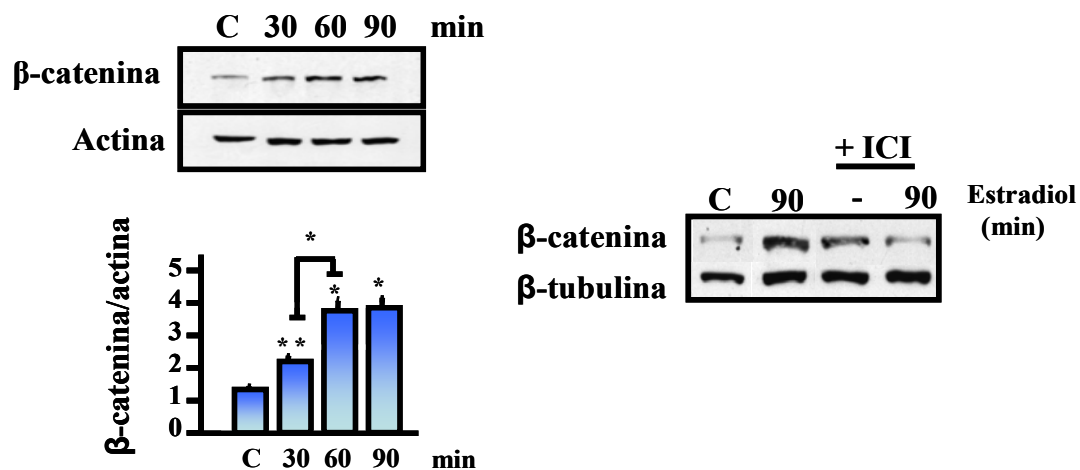 C 30 60 90 min
β-catenina
Actina
β-catenina/actina
5
4
3
2
1
0
*
* *
*
*
C 30 60 90 min
+ ICI
C 90 - 90 Estradiol
(min)
β-catenina
β-tubulina